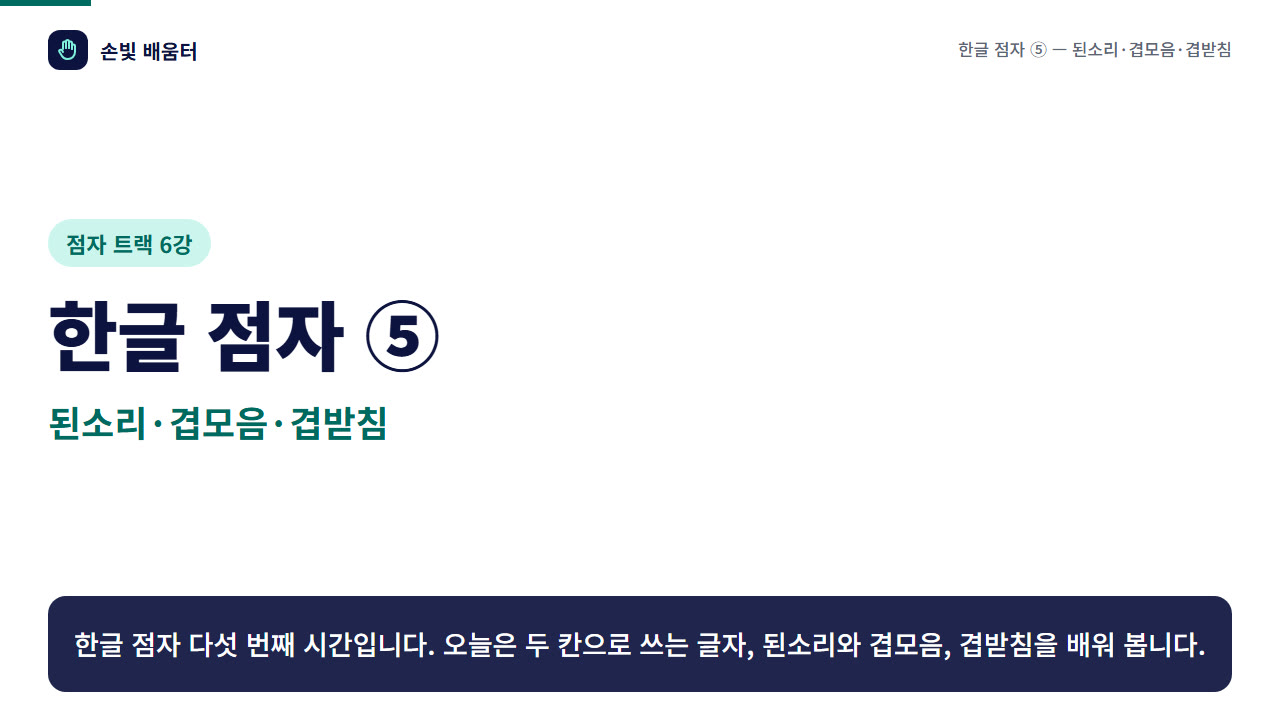 손빛 배움터
한글 점자 ⑤ — 된소리·겹모음·겹받침
점자 트랙 6강
한글 점자 ⑤
된소리·겹모음·겹받침
한글 점자 다섯 번째 시간입니다. 오늘은 두 칸으로 쓰는 글자, 된소리와 겹모음, 겹받침을 배워 봅니다.